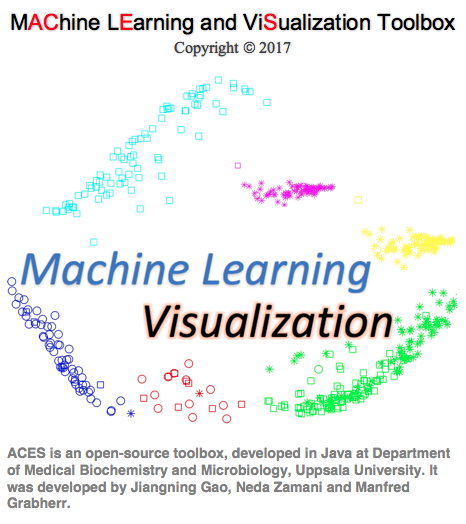 MAChine LEarning and ViSualization Toolbox
Copyright © 2017
Machine Learning
Visualization
ACES is an open-source toolbox, developed in Java at Department
of Medical Biochemistry and Microbiology, Uppsala University. It
was developed by Jiangning Gao, Neda Zamani and Manfred
Grabherr.